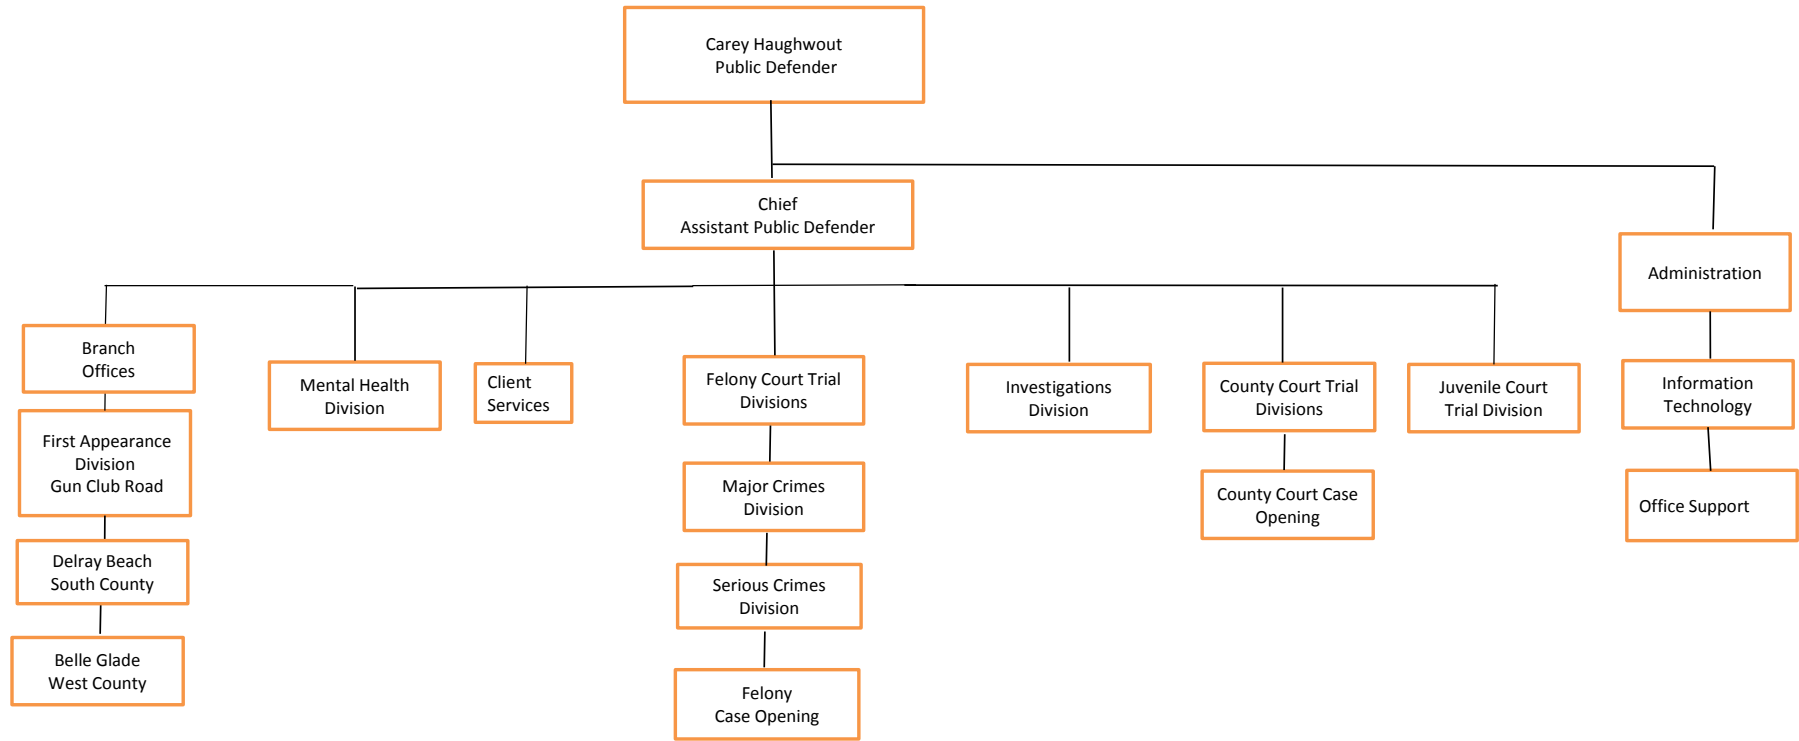 Carey Haughwout
Public Defender
Chief
Assistant Public Defender
Administration
Branch
Offices
Mental Health
Division
Client
Services
Felony Court Trial
Divisions
Investigations
Division
County Court Trial
Divisions
Juvenile Court
Trial Division
Information
Technology
First Appearance
Division
Gun Club Road
Major Crimes
Division
County Court Case
Opening
Office Support
Delray Beach
South County
Serious Crimes
Division
Belle Glade
West County
Felony
Case Opening